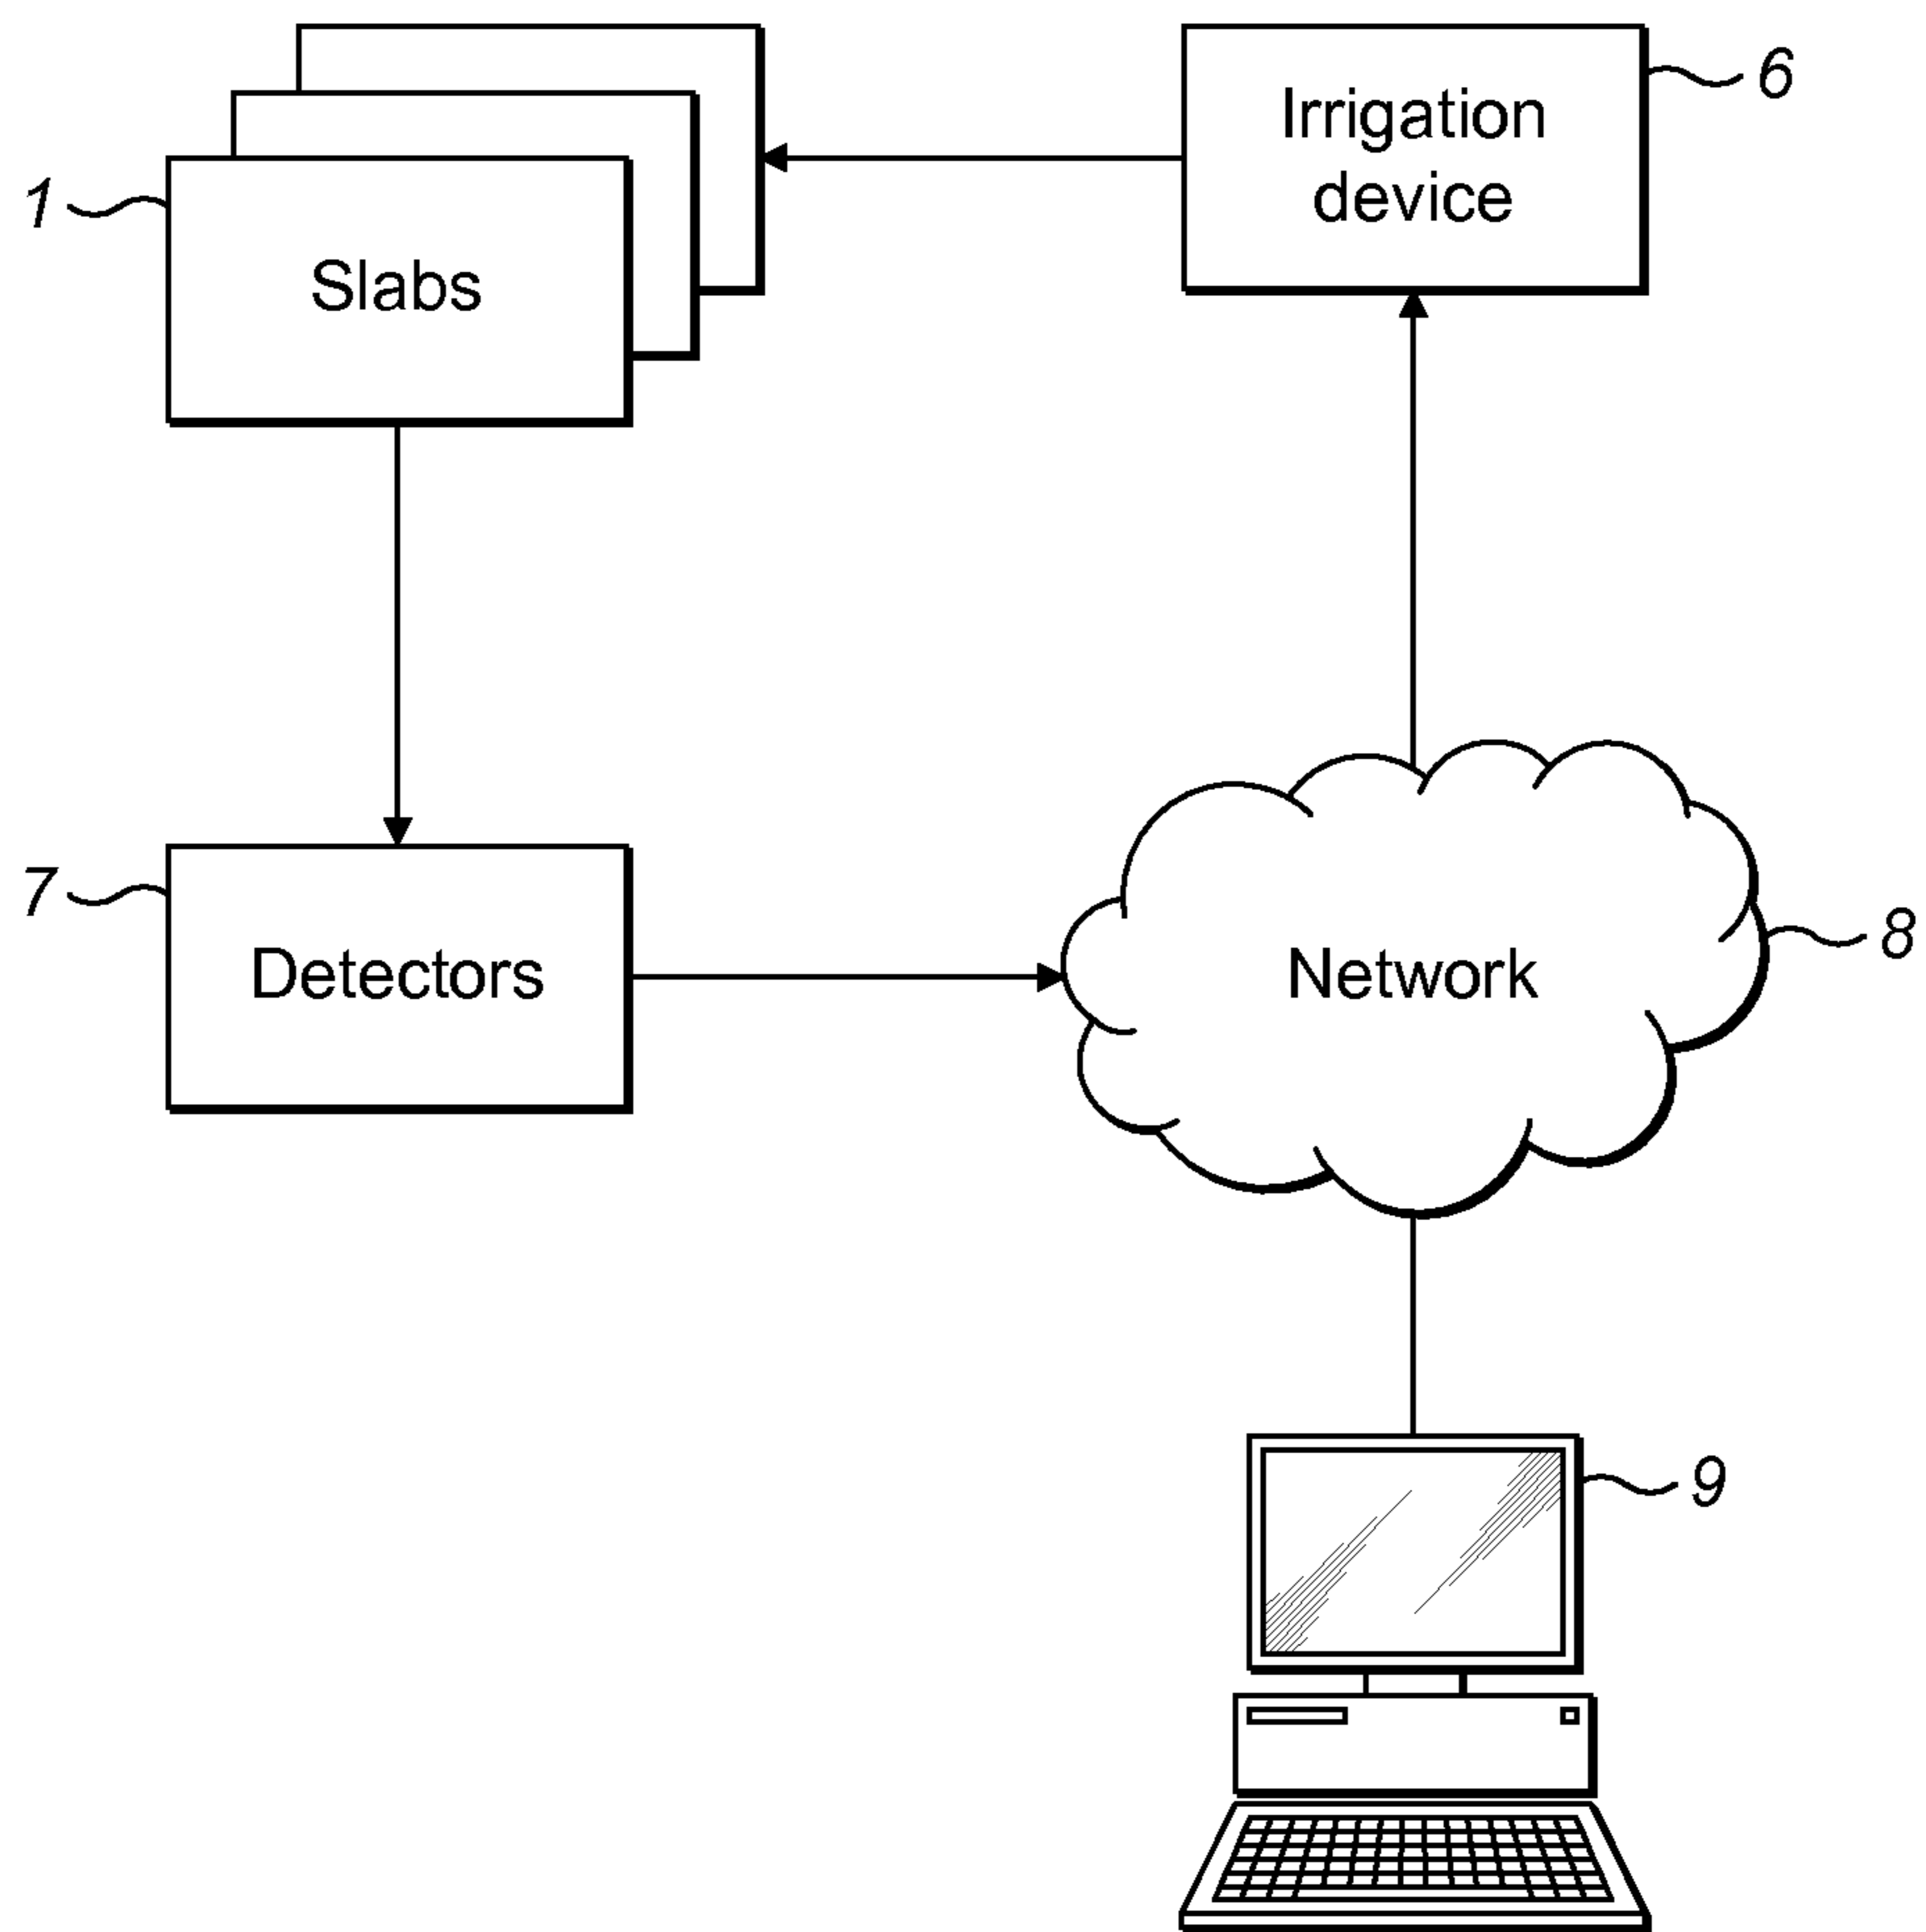 Irrigation
device
6
1
Slabs
7
Detectors
Network
8
9